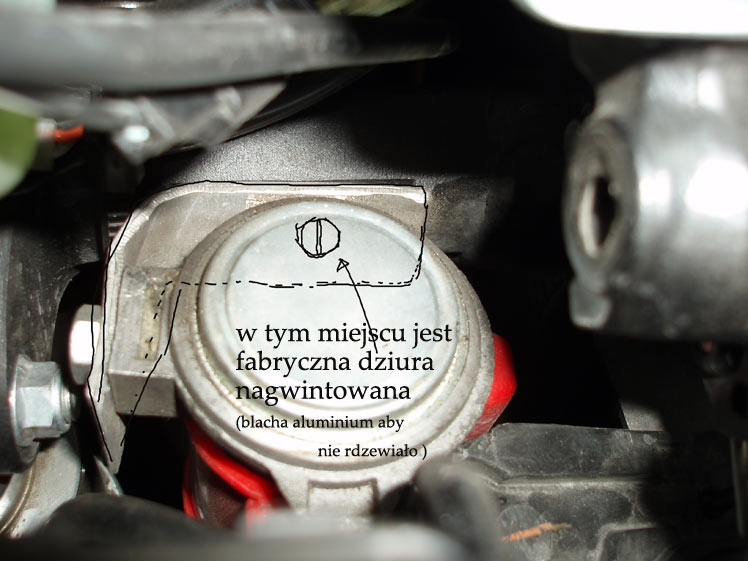 w tym miejscu jest
fabryczna dziura
nagwintowana
(blacha aluminium aby
nie rdzewiało )